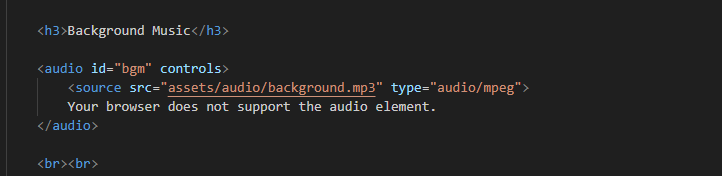 <h3>Background Music</h3>
<audio id="bgm" controls>
<source src="assets/audio/background.mp3" type="audio/mpeg">
Your browser does not support the audio element.
</audio>
<br><br>